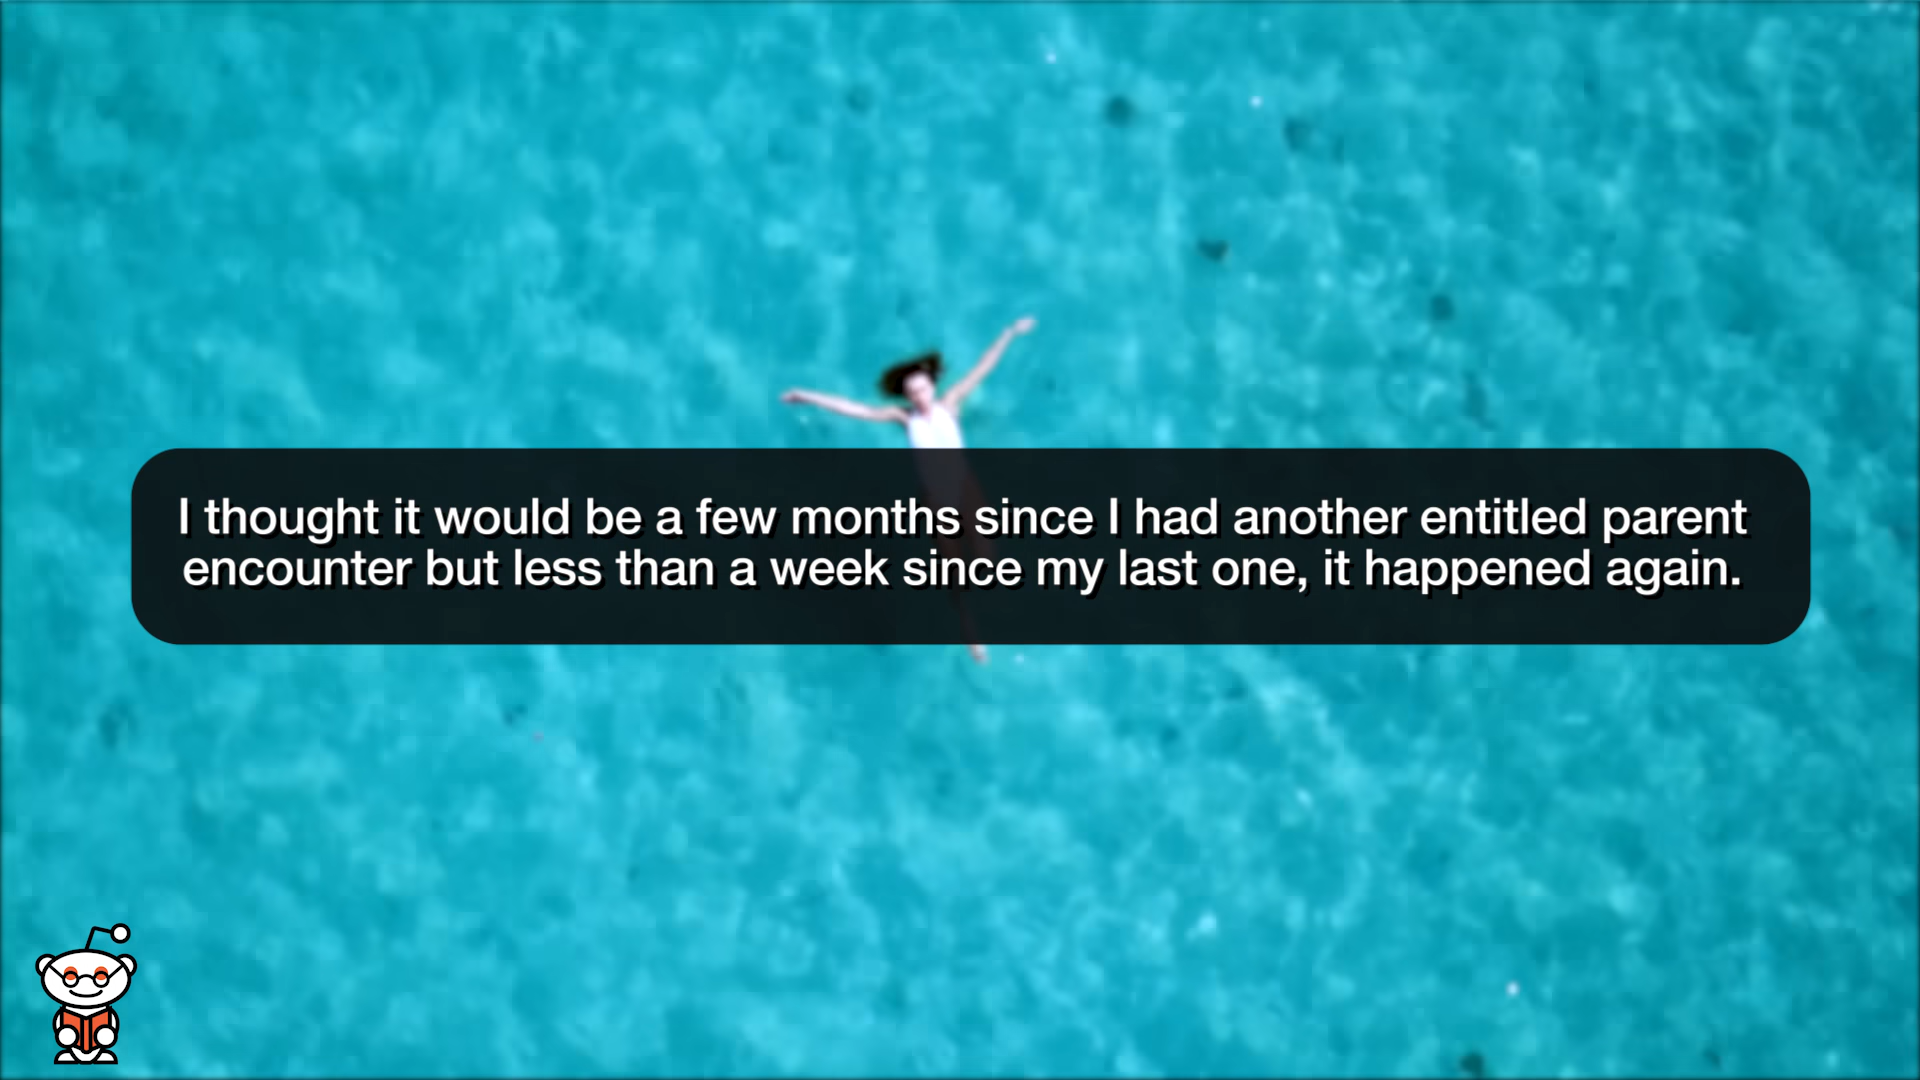 I thought it would be a few months since I had another entitled parent
encounter but less than a week since my last one, it happened again.